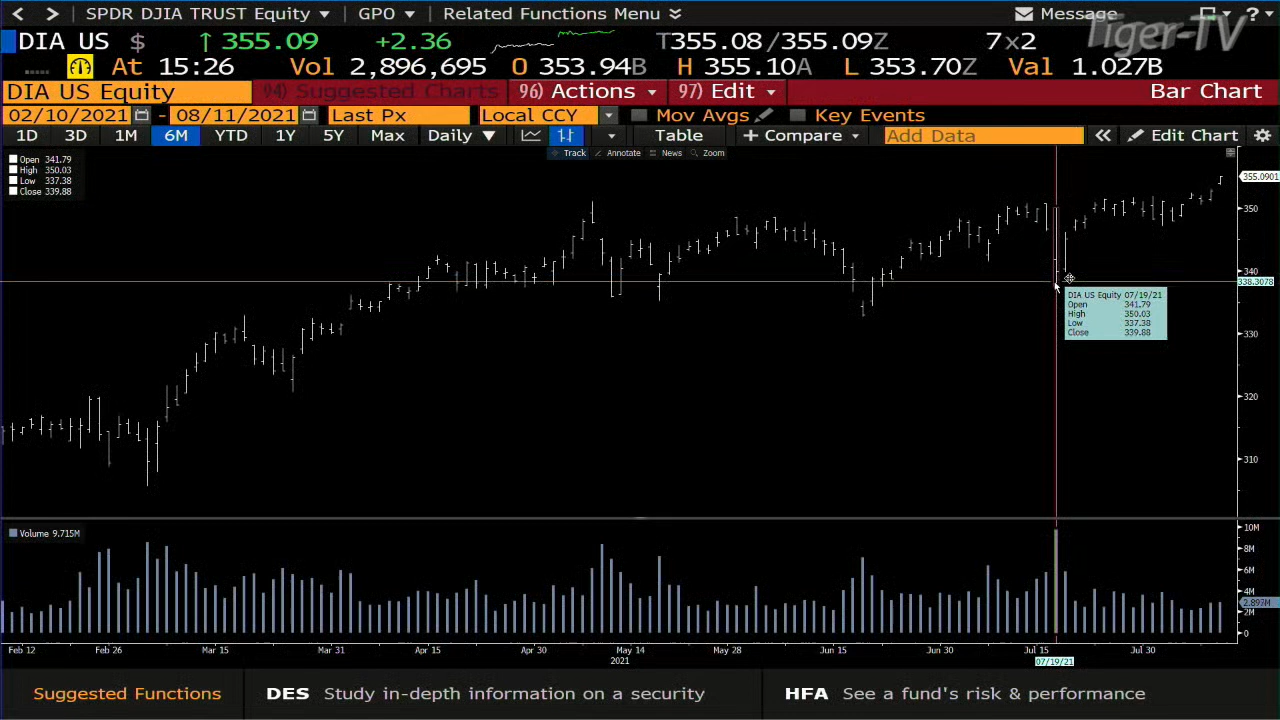 < > SPDR DJIA TRUST Equity ▼ GPO ▼ Related Functions Menu Message ? ▼
Tiger-TV
DIA US $ ↑ 355.09 +2.36 T355.08/355.09Z 7x2
At 15:26 Vol 2,896,695 O 353.94B H 355.10A L 353.70Z Val 1.027B
DIA US Equity 94) Suggested Charts 96) Actions 97) Edit Bar Chart
02/10/2021 - 08/11/2021 Last Px Local CCY Mov Avgs Key Events
1D 3D 1M 6M YTD 1Y 5Y Max Daily ▼ Table + Compare Add Data « Edit Chart
Track Annotate News Zoom
Open 341.79
High 350.03
Low 337.38
Close 339.88
355.0901
350
340
338.3078
DIA US Equity 07/19/21
Open 341.79
High 350.03
Low 337.38
Close 339.88
330
320
310
Volume 9.715M
10M
8M
6M
4M
2.897M
2M
0
Feb 12 Feb 26 Mar 15 Mar 31 Apr 15 Apr 30 May 14 May 28 Jun 15 Jun 30 Jul 15 Jul 30
2021 07/19/21
Suggested Functions DES Study in-depth information on a security HFA See a fund's risk & performance